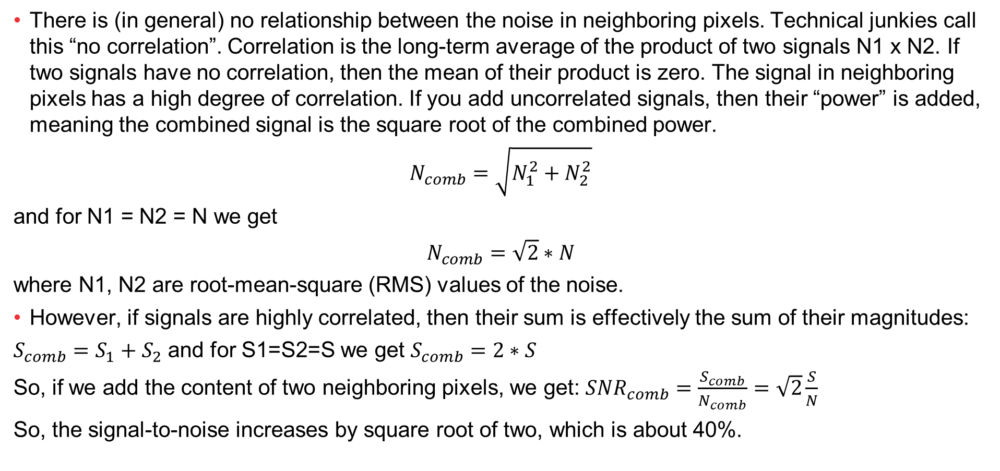 • There is (in general) no relationship between the noise in neighboring pixels. Technical junkies call
this “no correlation”. Correlation is the long-term average of the product of two signals N1 x N2. If
two signals have no correlation, then the mean of their product is zero. The signal in neighboring
pixels has a high degree of correlation. If you add uncorrelated signals, then their “power” is added,
meaning the combined signal is the square root of the combined power.
$N_{comb} = \sqrt{N_1^2 + N_2^2}$
and for N1 = N2 = N we get
$N_{comb} = \sqrt{2} * N$
where N1, N2 are root-mean-square (RMS) values of the noise.
• However, if signals are highly correlated, then their sum is effectively the sum of their magnitudes:
$S_{comb} = S_1 + S_2$ and for S1=S2=S we get $S_{comb} = 2 * S$
So, if we add the content of two neighboring pixels, we get: $SNR_{comb} = \frac{S_{comb}}{N_{comb}} = \sqrt{2}\frac{S}{N}$
So, the signal-to-noise increases by square root of two, which is about 40%.